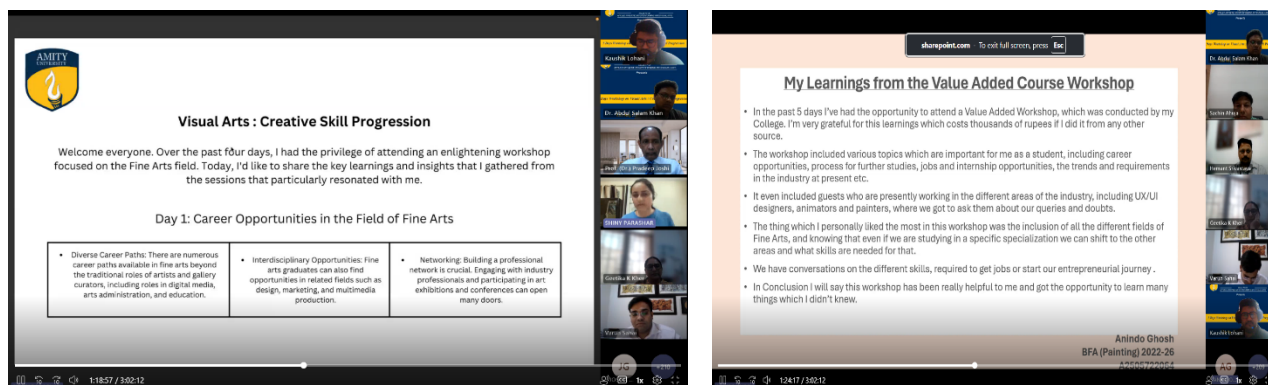 AMITY
UNIVERSITY
Visual Arts : Creative Skill Progression
Welcome everyone. Over the past four days, I had the privilege of attending an enlightening workshop
focused on the Fine Arts field. Today, I'd like to share the key learnings and insights that I gathered from
the sessions that particularly resonated with me.
Day 1: Career Opportunities in the Field of Fine Arts
• Diverse Career Paths: There are numerous
career paths available in fine arts beyond
the traditional roles of artists and gallery
curators, including roles in digital media,
arts administration, and education.
• Interdisciplinary Opportunities: Fine
arts graduates can also find
opportunities in related fields such as
design, marketing, and multimedia
production.
• Networking: Building a professional
network is crucial. Engaging with industry
professionals and participating in art
exhibitions and conferences can open
many doors.
Kaushik Lohani
Dr. Abdul Salam Khan
Prof. (Dr.) Pradeep Joshi
SHINY PARASHAR
Geetika K Khan
Varun Sahai
JG
1:18:57 / 3:02:12
1x
sharepoint.com To exit full screen, press Esc
My Learnings from the Value Added Course Workshop
• In the past 5 days I've had the opportunity to attend a Value Added Workshop, which was conducted by my
College. I'm very grateful for this learnings which costs thousands of rupees if I did it from any other
source.
• The workshop included various topics which are important for me as a student, including career
opportunities, process for further studies, jobs and internship opportunities, the trends and requirements
in the industry at present etc.
• It even included guests who are presently working in the different areas of the industry, including UX/UI
designers, animators and painters, where we got to ask them about our queries and doubts.
• The thing which I personally liked the most in this workshop was the inclusion of all the different fields of
Fine Arts, and knowing that even if we are studying in a specific specialization we can shift to the other
areas and what skills are needed for that.
• We have conversations on the different skills, required to get jobs or start our entrepreneurial journey .
• In Conclusion I will say this workshop has been really helpful to me and got the opportunity to learn many
things which I didn't knew.
Anindo Ghosh
BFA (Painting) 2022-26
Dr. Abdul Salam Khan
Geetika K Khan
Varun Sahai
Kaushik Lohani
AG
1:24:17 / 3:02:12
1x